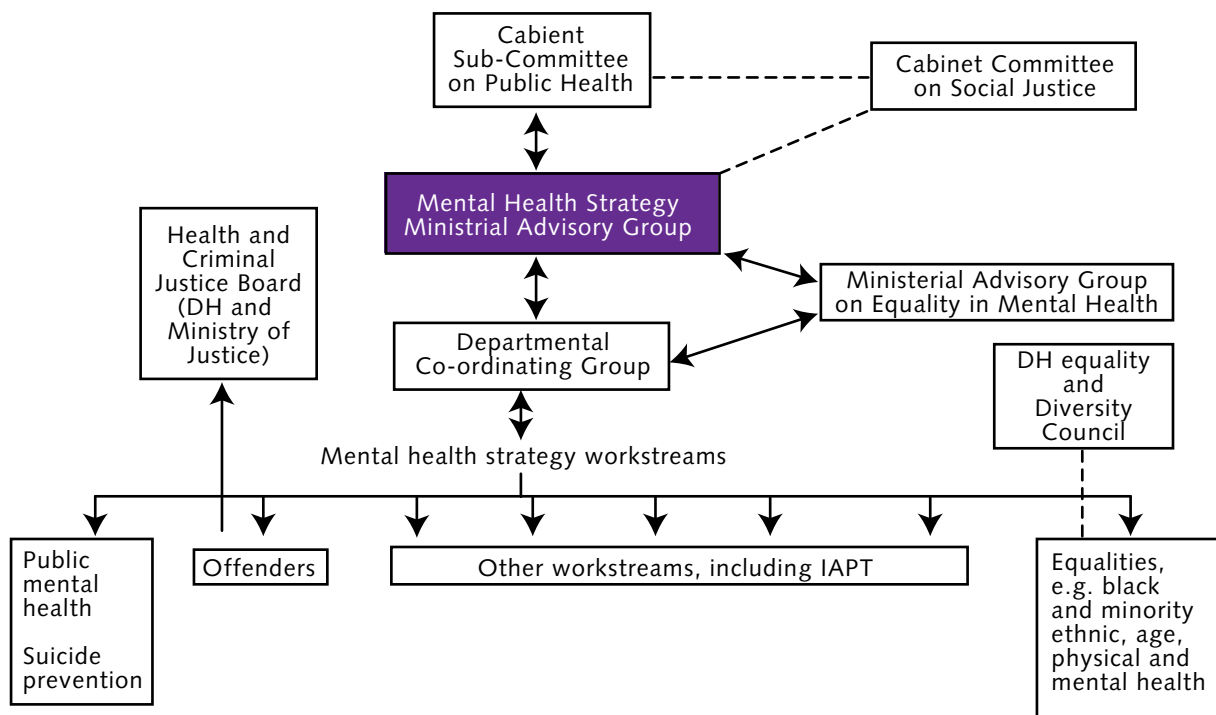 Cabient
Sub-Committee
on Public Health
Cabinet Committee
on Social Justice
Mental Health Strategy
Ministrial Advisory Group
Health and
Criminal
Justice Board
(DH and
Ministry of
Justice)
Ministerial Advisory Group
on Equality in Mental Health
Departmental
Co-ordinating Group
DH equality
and
Diversity
Council
Mental health strategy workstreams
Public
mental
health
Suicide
prevention
Offenders
Other workstreams, including IAPT
Equalities,
e.g. black
and minority
ethnic, age,
physical and
mental health